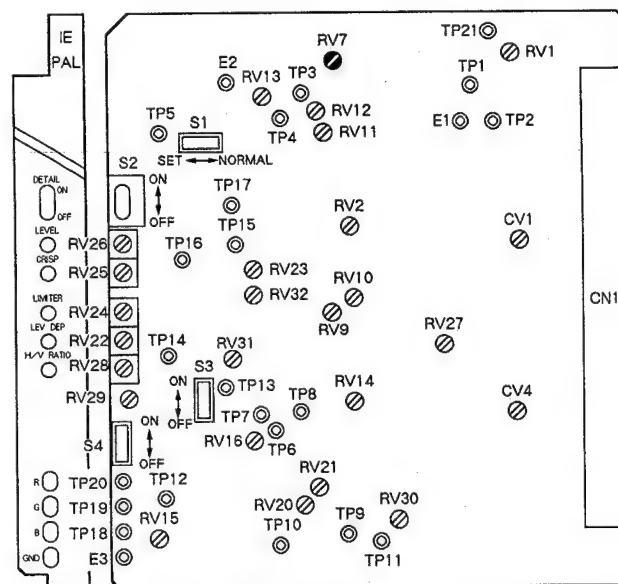 IE
PAL
TP21
RV7
RV1
E2
RV13
TP3
TP1
RV12
TP5
S1
TP4
RV11
E1
TP2
SET
NORMAL
DETAIL
ON
OFF
S2
ON
OFF
TP17
RV2
CV1
LEVEL
RV26
TP15
TP16
CRISP
RV25
RV23
RV10
CN1
RV32
LIMITER
RV24
RV9
LEV DEP
RV22
RV27
TP14
RV31
H/V RATIO
RV28
S3
ON
OFF
TP13
TP8
RV14
CV4
RV29
TP7
S4
ON
OFF
RV16
TP6
R
TP20
TP12
RV21
G
TP19
RV20
RV30
B
TP18
RV15
TP10
TP9
TP11
GND
E3